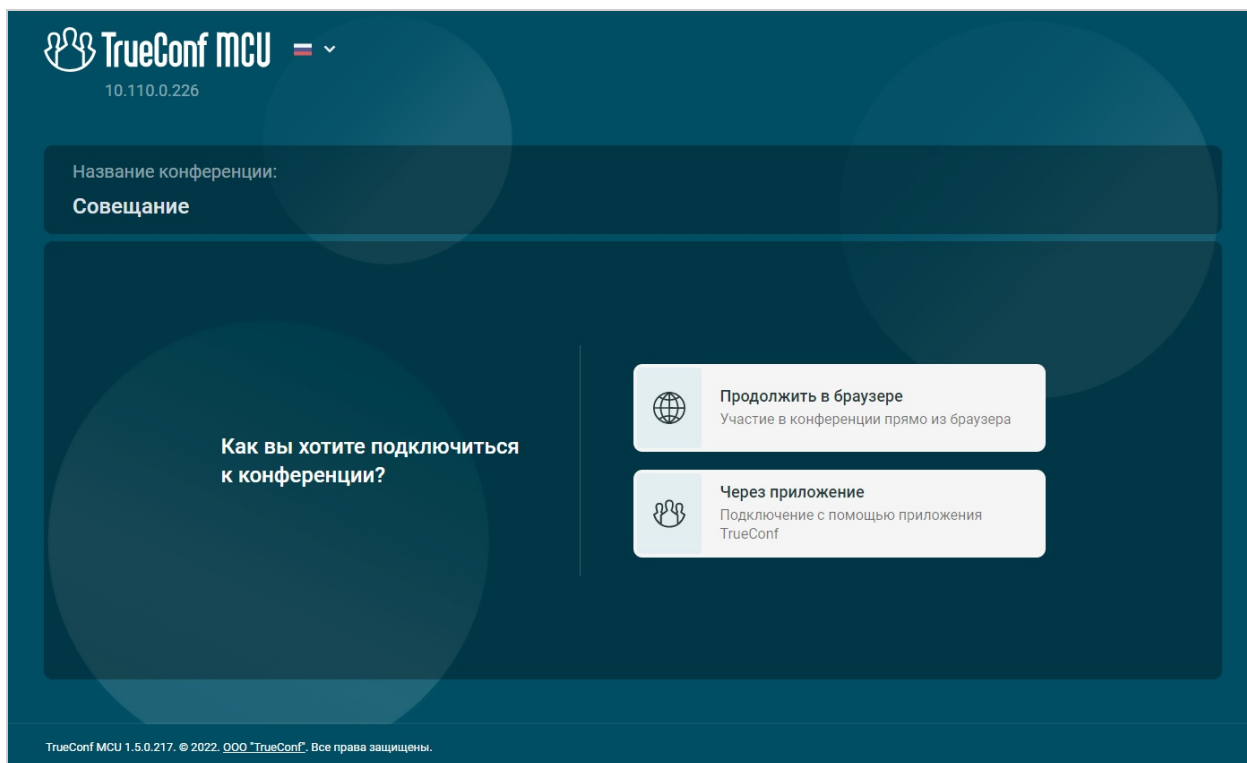 TrueConf MCU
10.110.0.226
Название конференции:
Совещание
Как вы хотите подключиться
к конференции?
Продолжить в браузере
Участие в конференции прямо из браузера
Через приложение
Подключение с помощью приложения
TrueConf
TrueConf MCU 1.5.0.217. © 2022. ООО "TrueConf". Все права защищены.